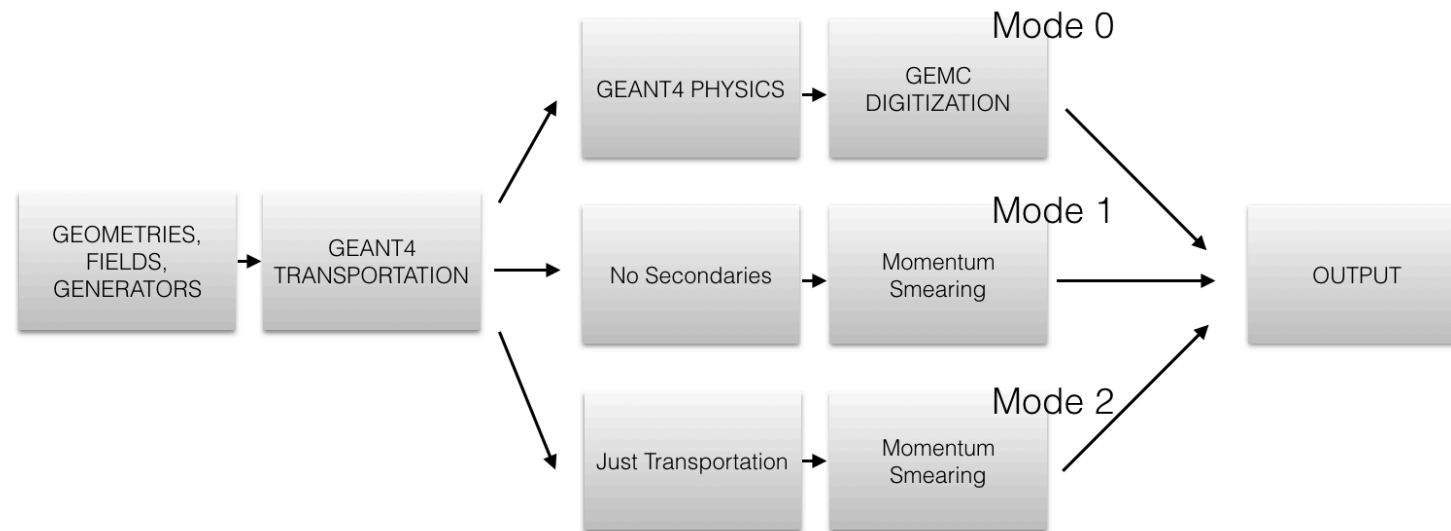 GEOMETRIES,
FIELDS,
GENERATORS
GEANT4
TRANSPORTATION
Mode 0
GEANT4 PHYSICS
GEMC
DIGITIZATION
Mode 1
No Secondaries
Momentum
Smearing
Mode 2
Just Transportation
Momentum
Smearing
OUTPUT